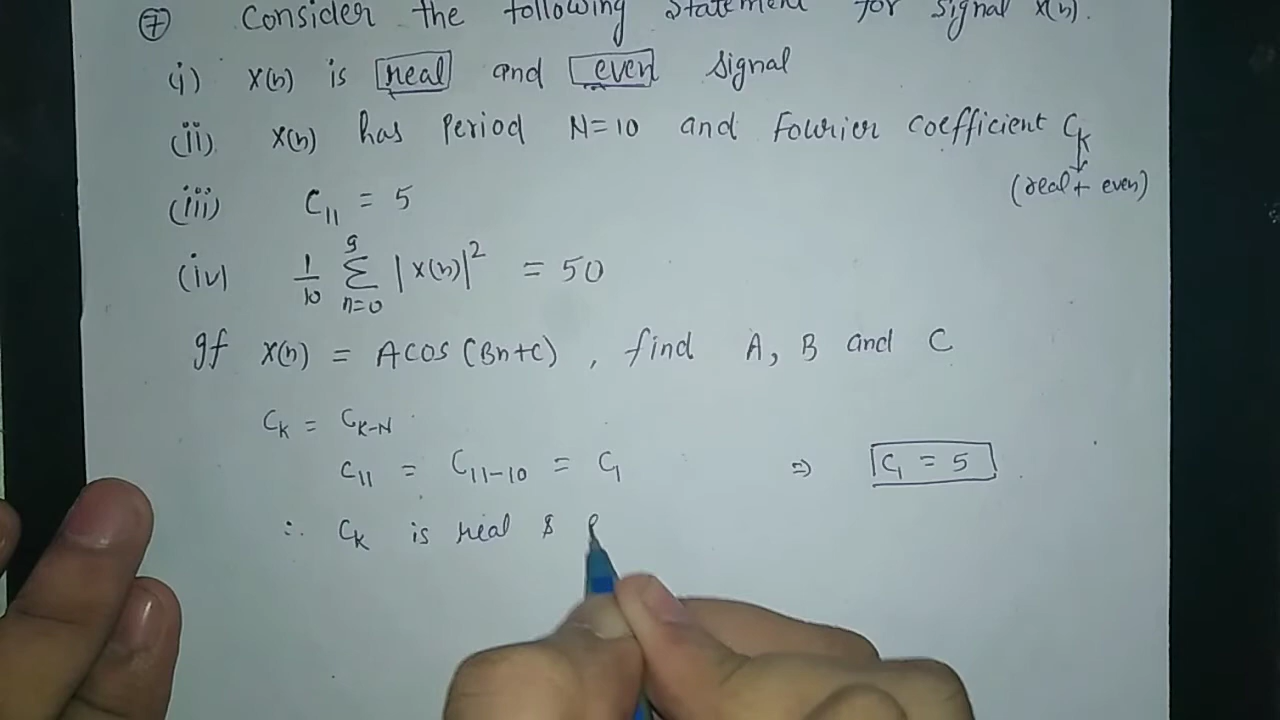 ⑦ Consider the following statement for signal x(n).
(i) x(n) is real and even signal
(ii) x(n) has Period N=10 and Fourier coefficient Cₖ
(real + even)
(iii) C₁₁ = 5
(iv) 1/10 Σ_{n=0}^{9} |x(n)|² = 50
If x(n) = A cos (Bn+C), find A, B and C
Cₖ = Cₖ₋N
C₁₁ = C₁₁₋₁₀ = C₁ ⇒ C₁ = 5
∴ Cₖ is real &